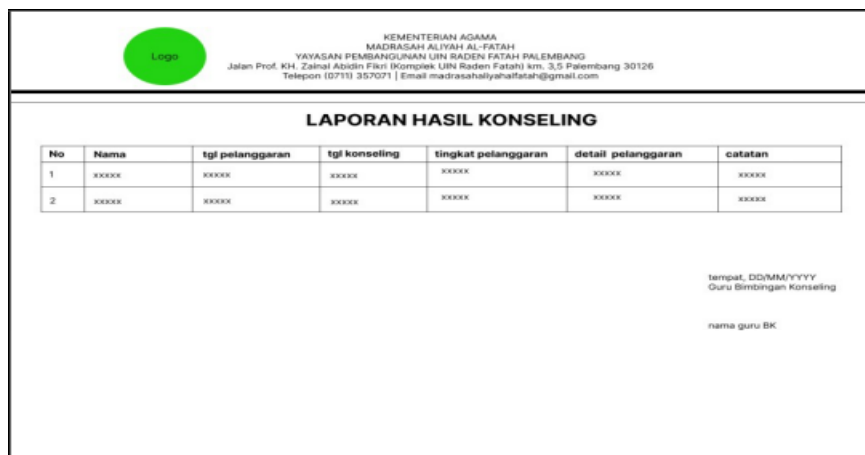 Logo
KEMENTERIAN AGAMA
MADRASAH ALIYAH AL-FATAH
YAYASAN PEMBANGUNAN UIN RADEN FATAH PALEMBANG
Jalan Prof. KH. Zainal Abidin Fikri (Komplek UIN Raden Fatah) km. 3,5 Palembang 30126
Telepon (0711) 357071 | Email madrasahaliyahalfatah@gmail.com
LAPORAN HASIL KONSELING
No Nama tgl pelanggaran tgl konseling tingkat pelanggaran detail pelanggaran catatan
1 xxxxx xxxxx xxxxx xxxxx xxxxx xxxxx
2 xxxxx xxxxx xxxxx xxxxx xxxxx xxxxx
tempat, DD/MM/YYYY
Guru Bimbingan Konseling
nama guru BK